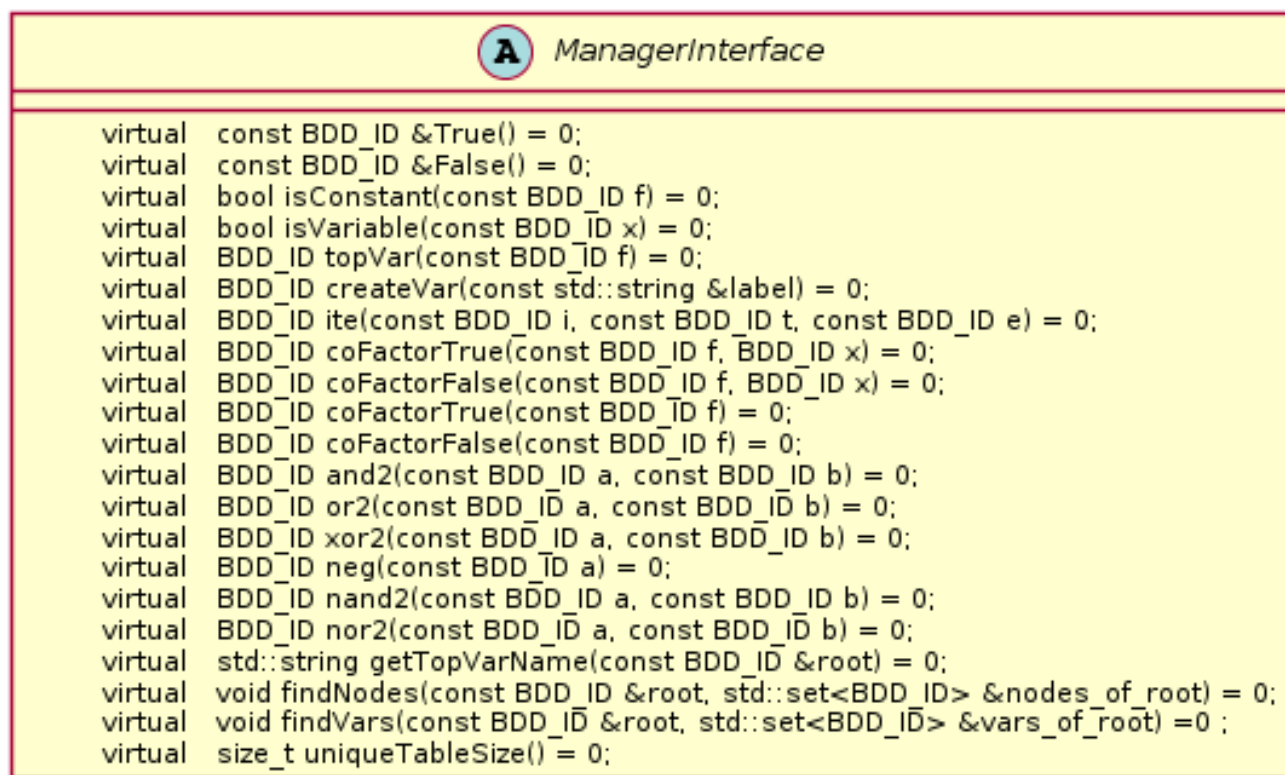 A ManagerInterface
virtual const BDD_ID &True() = 0;
virtual const BDD_ID &False() = 0;
virtual bool isConstant(const BDD_ID f) = 0;
virtual bool isVariable(const BDD_ID x) = 0;
virtual BDD_ID topVar(const BDD_ID f) = 0;
virtual BDD_ID createVar(const std::string &label) = 0;
virtual BDD_ID ite(const BDD_ID i, const BDD_ID t, const BDD_ID e) = 0;
virtual BDD_ID coFactorTrue(const BDD_ID f, BDD_ID x) = 0;
virtual BDD_ID coFactorFalse(const BDD_ID f, BDD_ID x) = 0;
virtual BDD_ID coFactorTrue(const BDD_ID f) = 0;
virtual BDD_ID coFactorFalse(const BDD_ID f) = 0;
virtual BDD_ID and2(const BDD_ID a, const BDD_ID b) = 0;
virtual BDD_ID or2(const BDD_ID a, const BDD_ID b) = 0;
virtual BDD_ID xor2(const BDD_ID a, const BDD_ID b) = 0;
virtual BDD_ID neg(const BDD_ID a) = 0;
virtual BDD_ID nand2(const BDD_ID a, const BDD_ID b) = 0;
virtual BDD_ID nor2(const BDD_ID a, const BDD_ID b) = 0;
virtual std::string getTopVarName(const BDD_ID &root) = 0;
virtual void findNodes(const BDD_ID &root, std::set<BDD_ID> &nodes_of_root) = 0;
virtual void findVars(const BDD_ID &root, std::set<BDD_ID> &vars_of_root) =0 ;
virtual size_t uniqueTableSize() = 0;